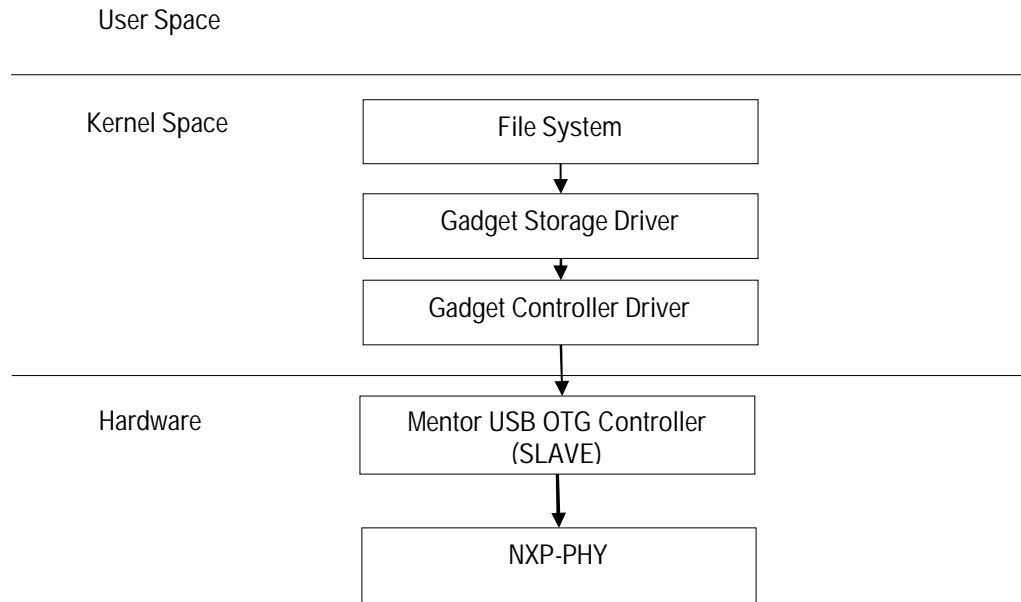 User Space
Kernel Space
File System
Gadget Storage Driver
Gadget Controller Driver
Hardware
Mentor USB OTG Controller
(SLAVE)
NXP-PHY